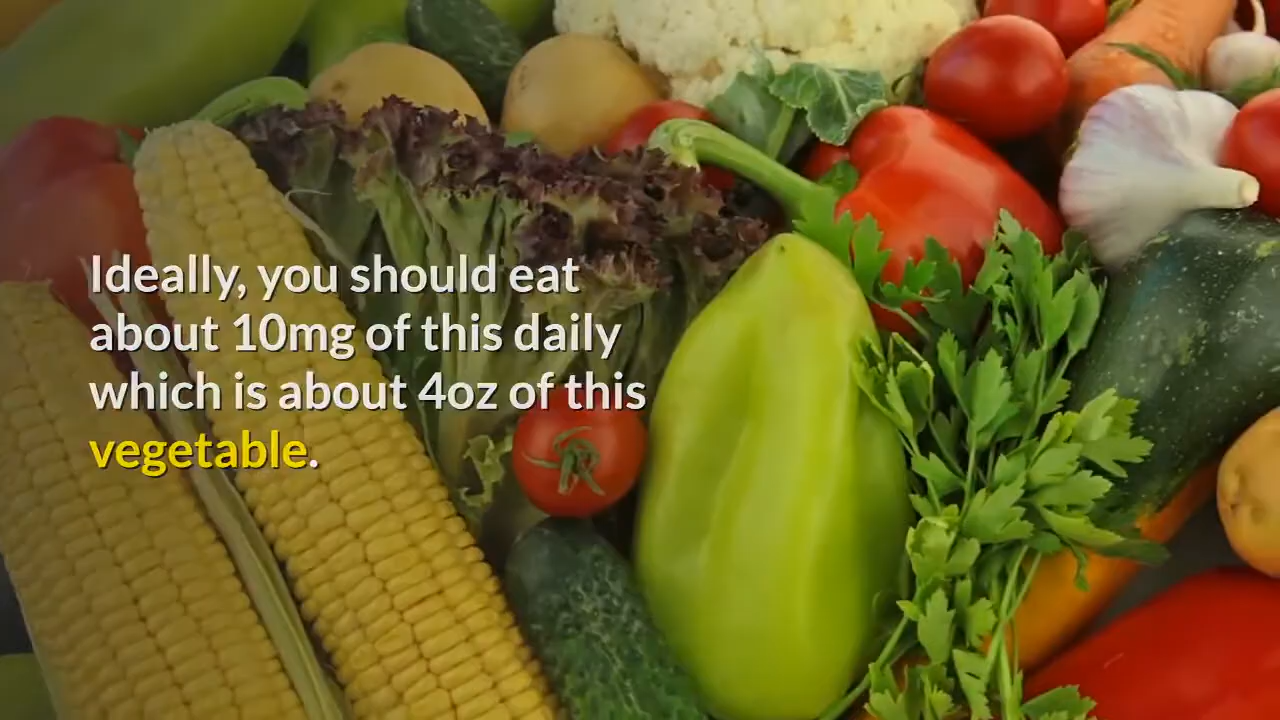 Ideally, you should eat
about 10mg of this daily
which is about 4oz of this
vegetable.